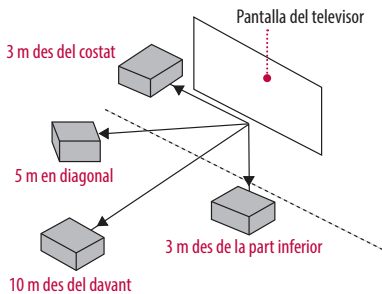 Pantalla del televisor
3 m des del costat
5 m en diagonal
3 m des de la part inferior
10 m des del davant